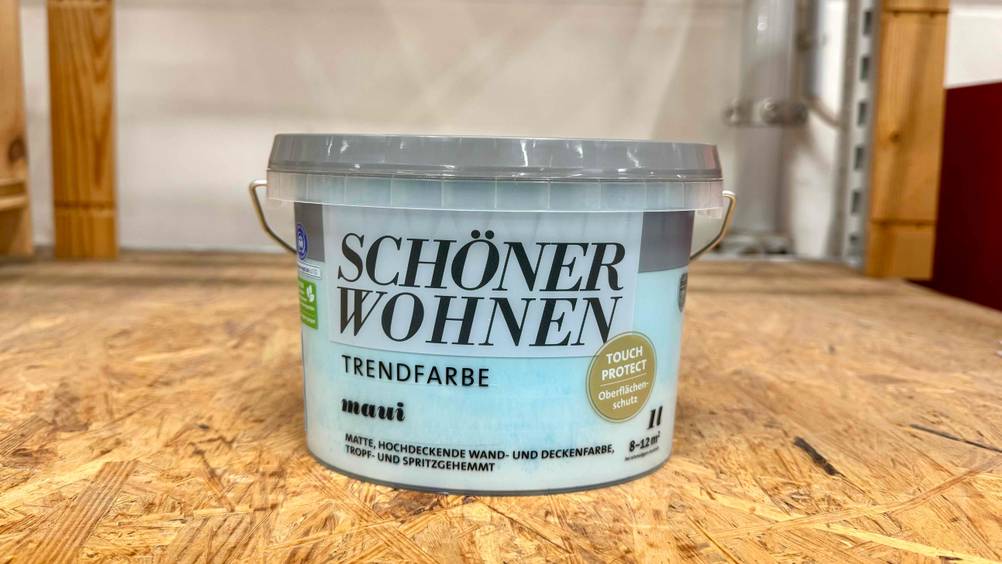 SCHÖNER
WOHNEN
TRENDFARBE
maui
MATTE, HOCHDECKENDE WAND- UND DECKENFARBE,
TROPF- UND SPRITZGEHEMMT
TOUCH
PROTECT
Oberflächen-
schutz
1l
8–12 m²